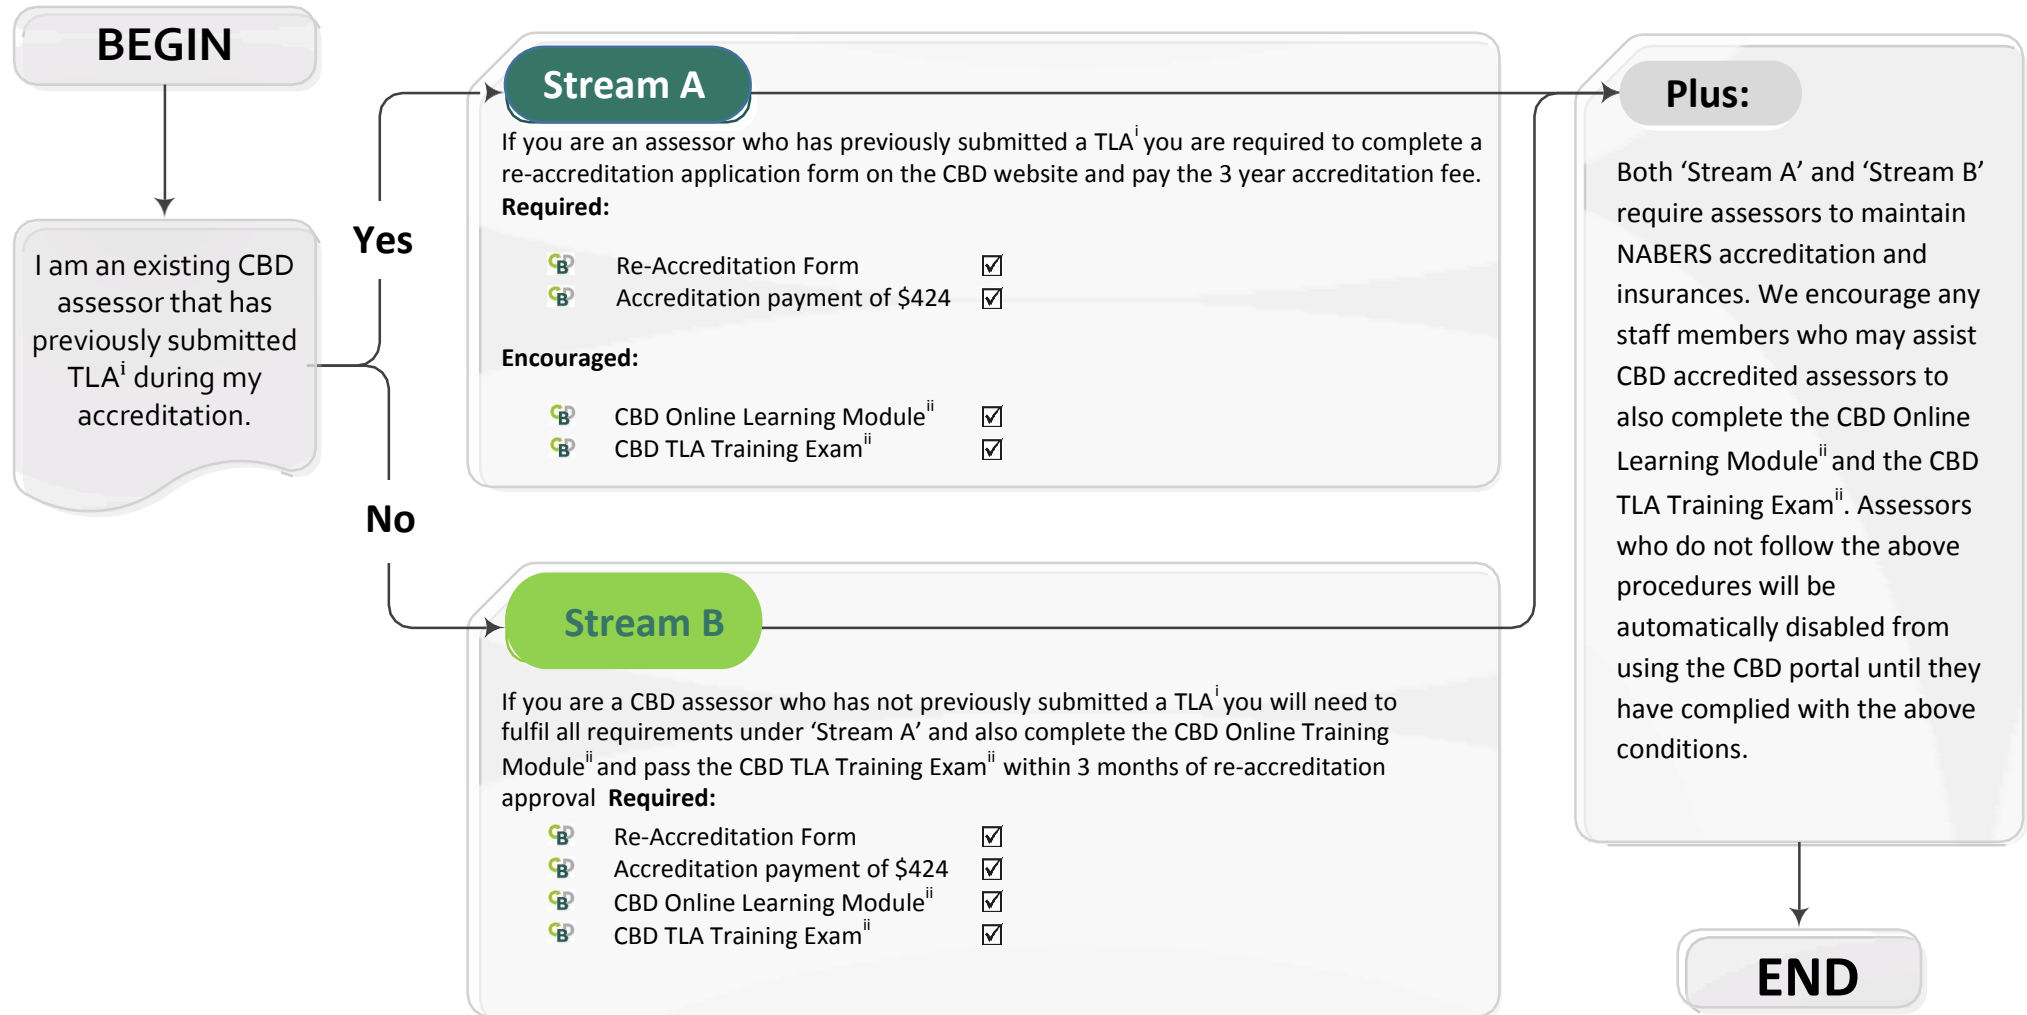 BEGIN
I am an existing CBD
assessor that has
previously submitted
TLAⁱ during my
accreditation.
Yes
No
Stream A
If you are an assessor who has previously submitted a TLAⁱ you are required to complete a
re-accreditation application form on the CBD website and pay the 3 year accreditation fee.
Required:
CBD Re-Accreditation Form ☑
CBD Accreditation payment of $424 ☑
Encouraged:
CBD CBD Online Learning Moduleⁱⁱ ☑
CBD CBD TLA Training Examⁱⁱ ☑
Stream B
If you are a CBD assessor who has not previously submitted a TLAⁱ you will need to
fulfil all requirements under ‘Stream A’ and also complete the CBD Online Training
Moduleⁱⁱ and pass the CBD TLA Training Examⁱⁱ within 3 months of re-accreditation
approval Required:
CBD Re-Accreditation Form ☑
CBD Accreditation payment of $424 ☑
CBD CBD Online Learning Moduleⁱⁱ ☑
CBD CBD TLA Training Examⁱⁱ ☑
Plus:
Both ‘Stream A’ and ‘Stream B’
require assessors to maintain
NABERS accreditation and
insurances. We encourage any
staff members who may assist
CBD accredited assessors to
also complete the CBD Online
Learning Moduleⁱⁱ and the CBD
TLA Training Examⁱⁱ. Assessors
who do not follow the above
procedures will be
automatically disabled from
using the CBD portal until they
have complied with the above
conditions.
END